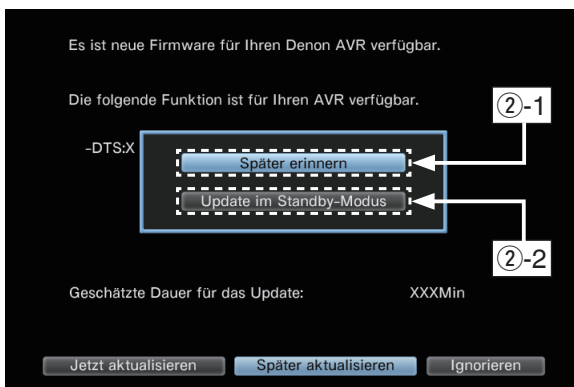 Es ist neue Firmware für Ihren Denon AVR verfügbar.
Die folgende Funktion ist für Ihren AVR verfügbar.
②-1
-DTS:X
Später erinnern
Update im Standby-Modus
②-2
Geschätzte Dauer für das Update: XXXMin
Jetzt aktualisieren Später aktualisieren Ignorieren